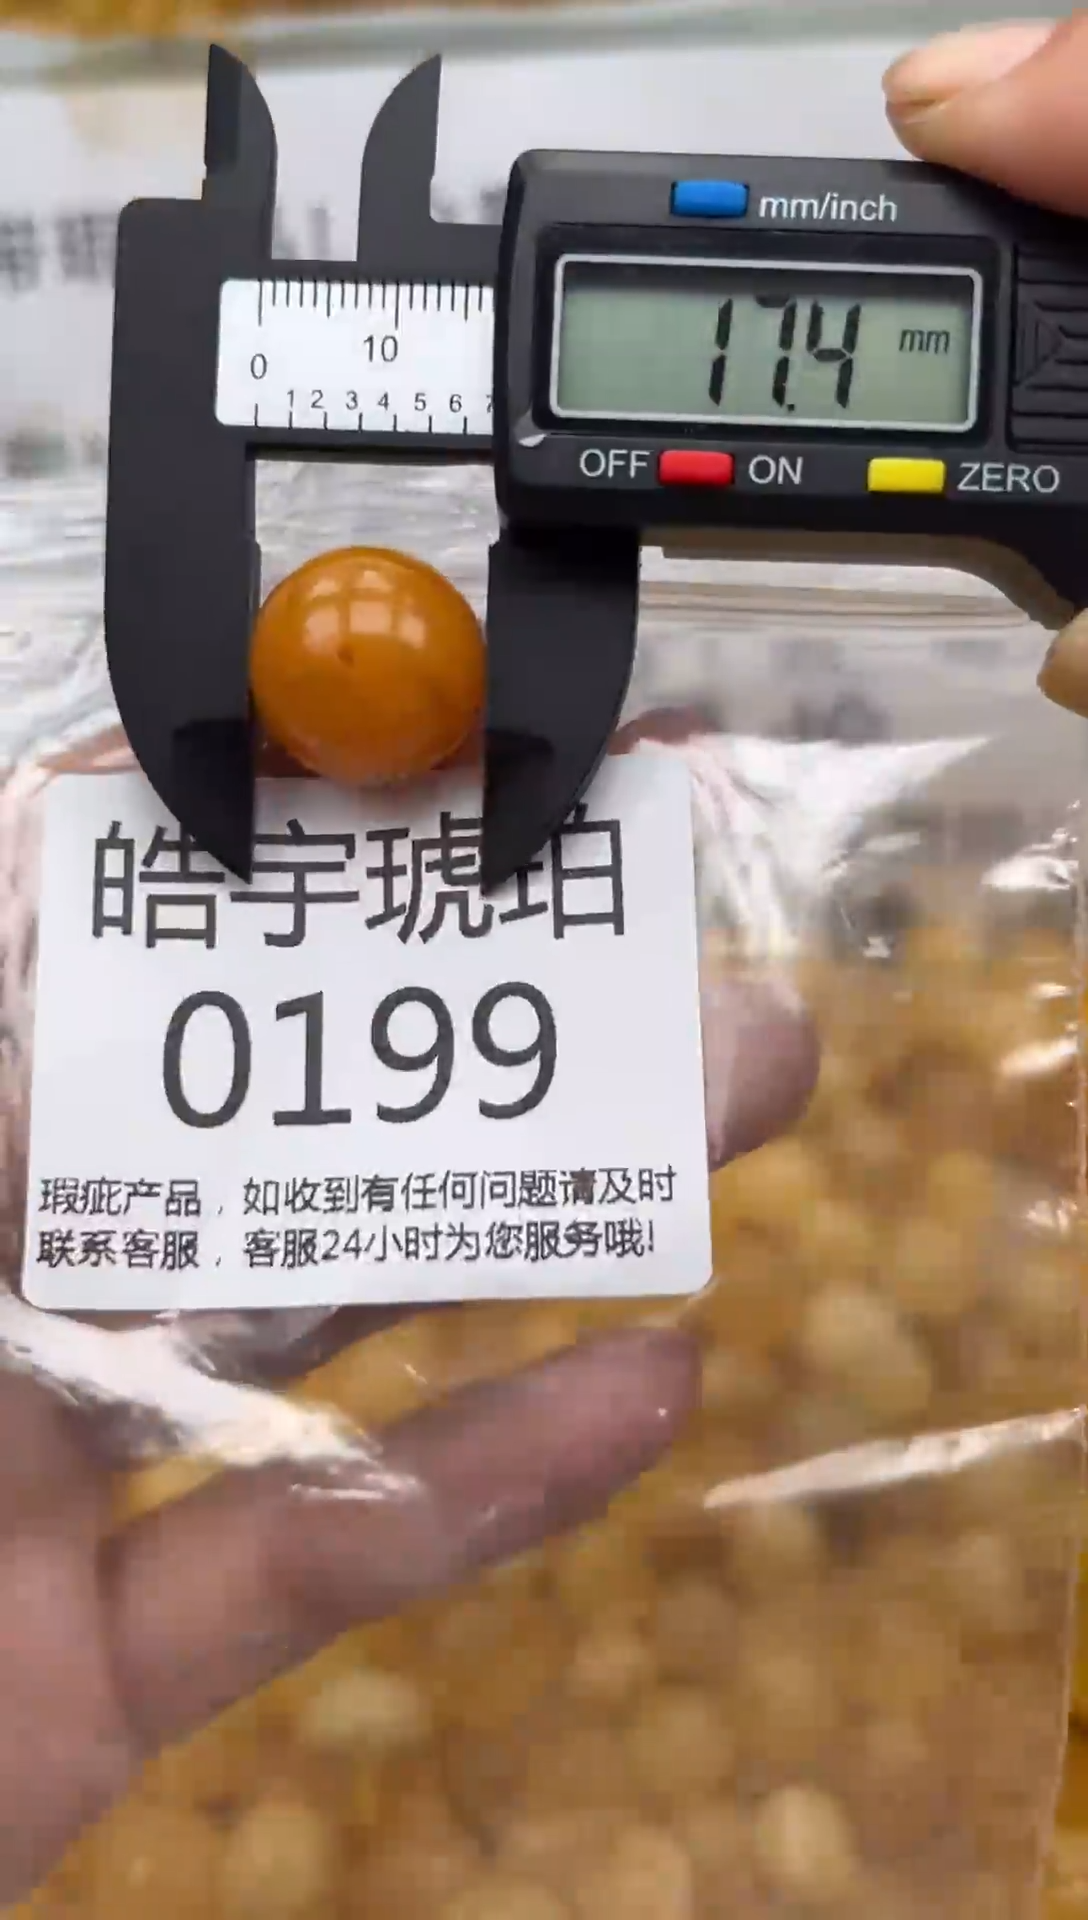 mm/inch
17.4 mm
OFF ON ZERO
0 10
1 2 3 4 5 6 7
皓宇琥珀
0199
瑕疵产品，如收到有任何问题请及时
联系客服，客服24小时为您服务哦!